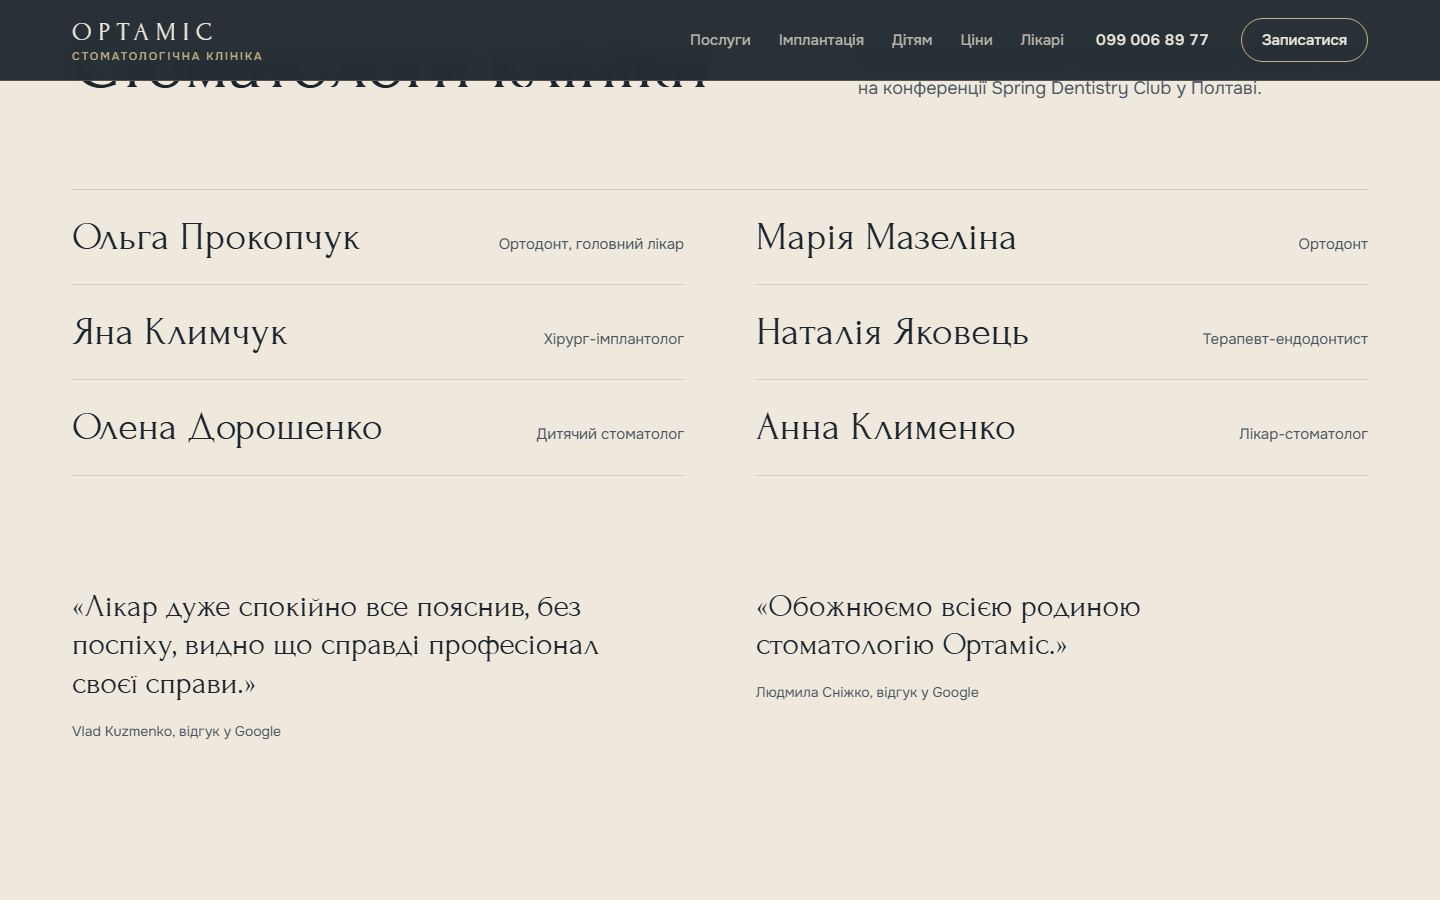 ОРТАМІС
СТОМАТОЛОГІЧНА КЛІНІКА
Послуги Імплантація Дітям Ціни Лікарі 099 006 89 77 Записатися
на конференції Spring Dentistry Club у Полтаві.
Ольга Прокопчук Ортодонт, головний лікар
Марія Мазеліна Ортодонт
Яна Климчук Хірург-імплантолог
Наталія Яковець Терапевт-ендодонтист
Олена Дорошенко Дитячий стоматолог
Анна Клименко Лікар-стоматолог
«Лікар дуже спокійно все пояснив, без
поспіху, видно що справді професіонал
своєї справи.»
Vlad Kuzmenko, відгук у Google
«Обожнюємо всією родиною
стоматологію Ортаміс.»
Людмила Сніжко, відгук у Google